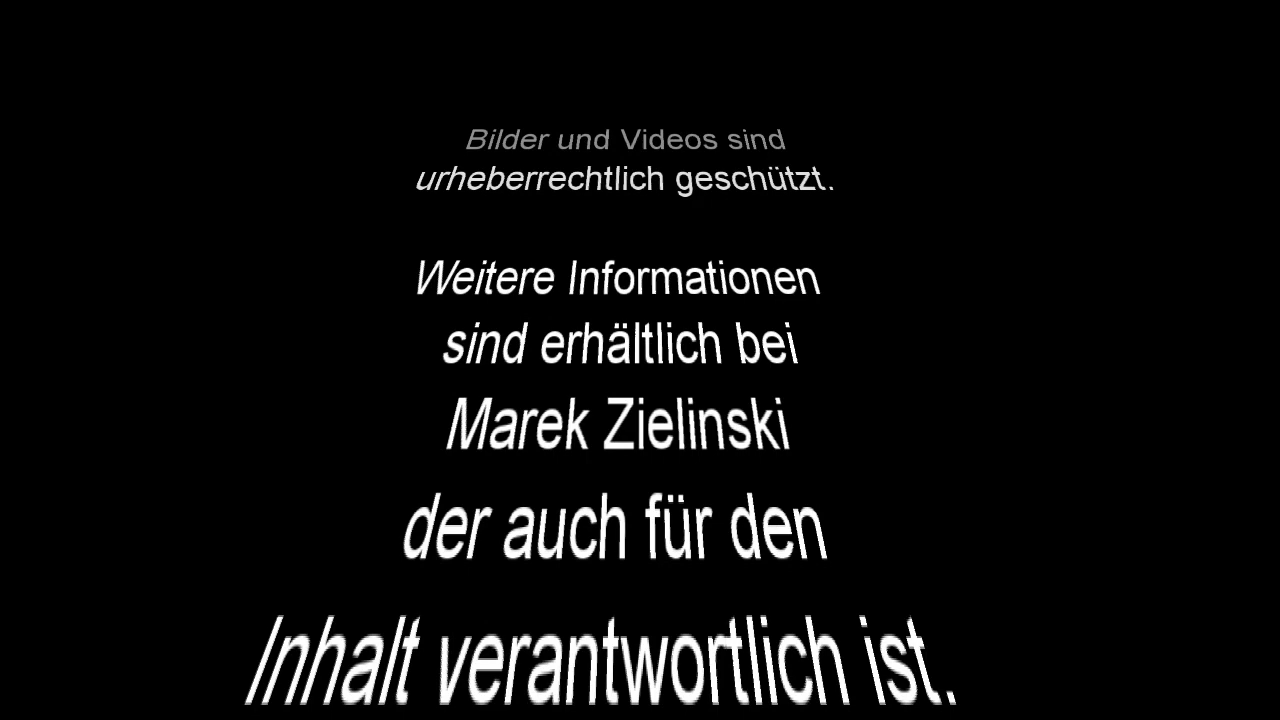 Bilder und Videos sind
urheberrechtlich geschützt.
Weitere Informationen
sind erhältlich bei
Marek Zielinski
der auch für den
Inhalt verantwortlich ist.